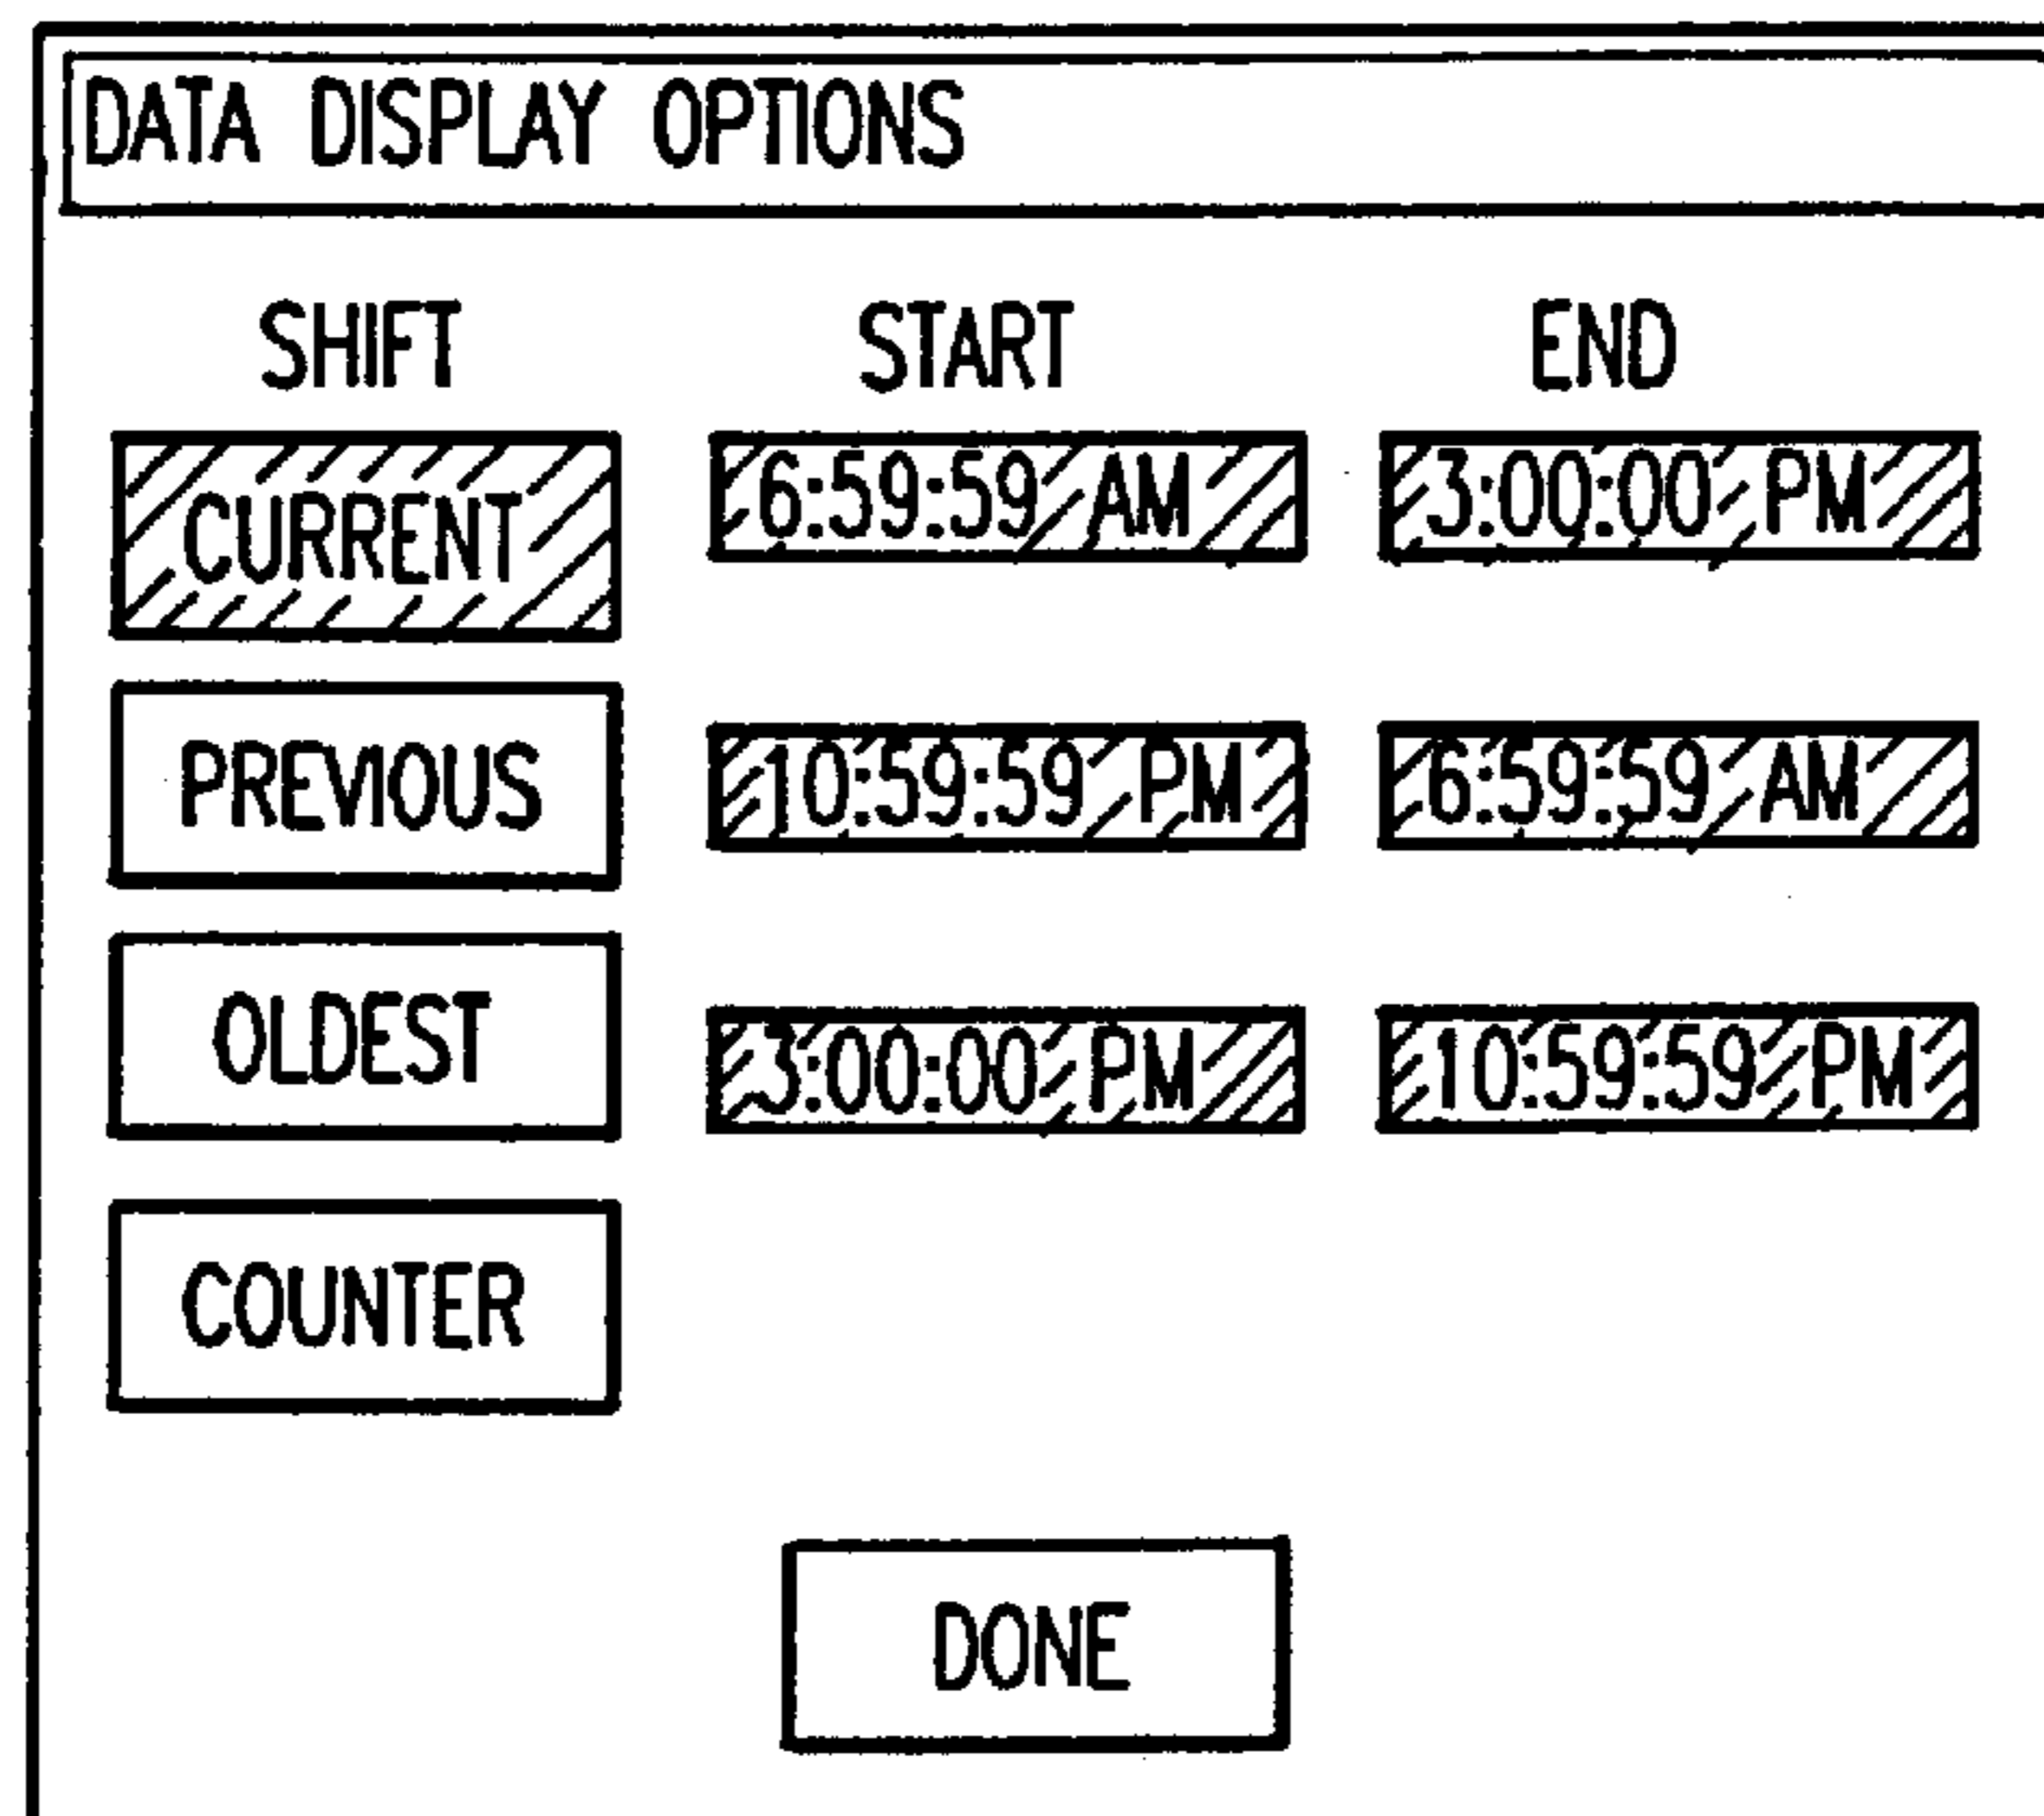 DATA DISPLAY OPTIONS
SHIFT START END
CURRENT 6:59:59 AM 3:00:00 PM
PREVIOUS 10:59:59 PM 6:59:59 AM
OLDEST 3:00:00 PM 10:59:59 PM
COUNTER
DONE